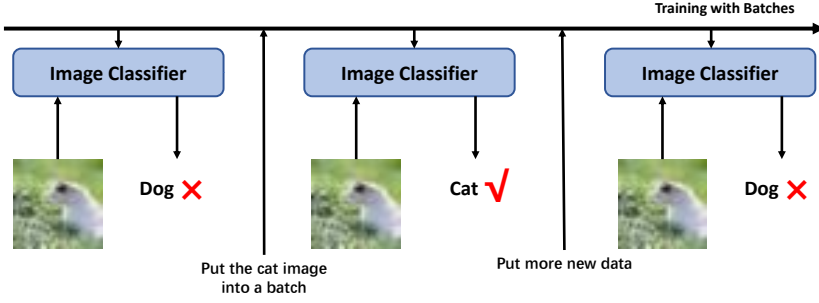 Training with Batches
Image Classifier
Image Classifier
Image Classifier
Dog ×
Cat √
Dog ×
Put the cat image
into a batch
Put more new data